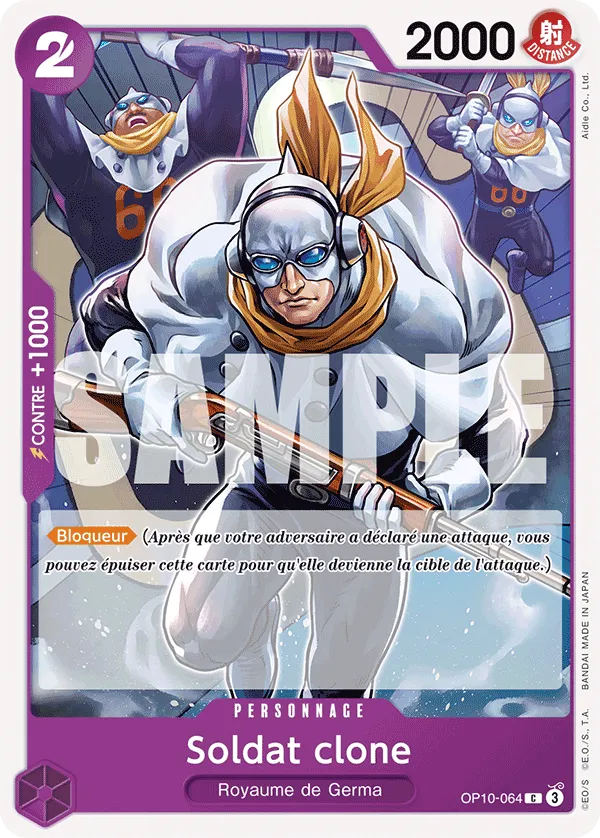 2
2000
射
DISTANCE
Aidle Co., Ltd.
66
66
CONTRE +1000
SAMPLE
Bloqueur (Après que votre adversaire a déclaré une attaque, vous
pouvez épuiser cette carte pour qu'elle devienne la cible de l'attaque.)
PERSONNAGE
Soldat clone
Royaume de Germa
OP10-064 C 3
©EO/S ©E.O./S., T.A. BANDAI MADE IN JAPAN